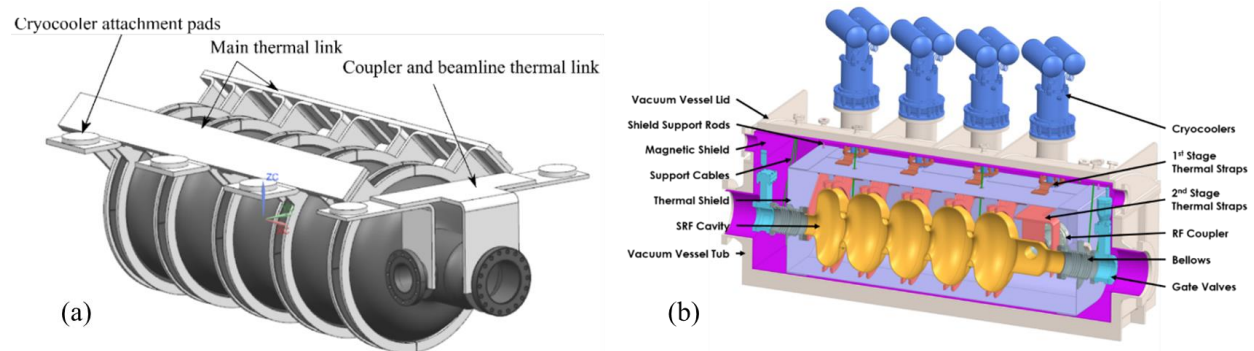 Cryocooler attachment pads
Main thermal link
Coupler and beamline thermal link
ZC
(a)
Vacuum Vessel Lid
Shield Support Rods
Magnetic Shield
Support Cables
Thermal Shield
SRF Cavity
Vacuum Vessel Tub
(b)
Cryocoolers
1st Stage
Thermal Straps
2nd Stage
Thermal Straps
RF Coupler
Bellows
Gate Valves